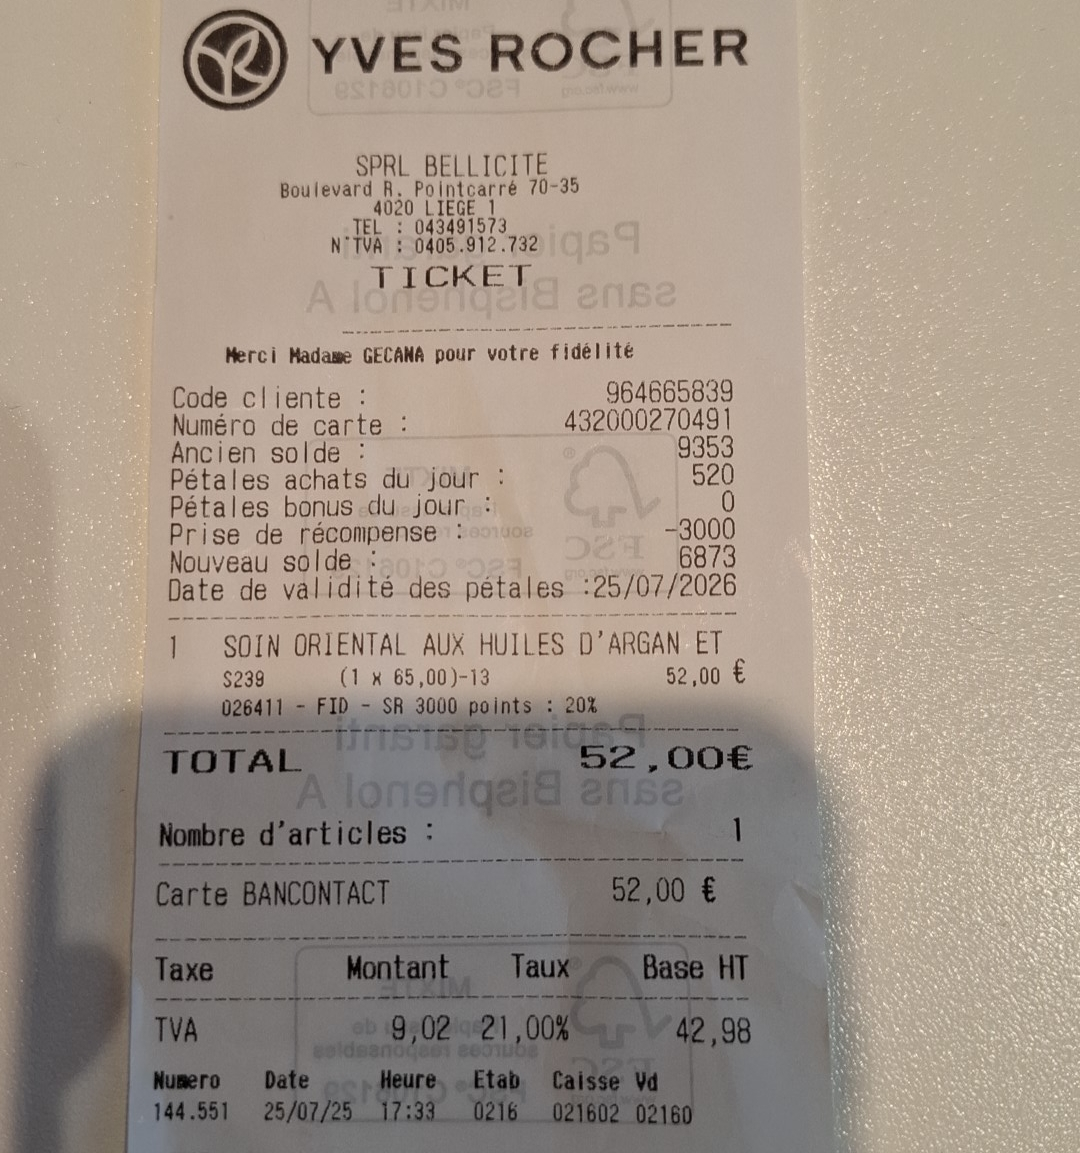 YVES ROCHER
SPRL BELLICITE
Boulevard R. Pointcarré 70-35
4020 LIEGE 1
TEL : 043491573
N°TVA : 0405.912.732
TICKET
Merci Madame GECANA pour votre fidélité
Code cliente : 964665839
Numéro de carte : 432000270491
Ancien solde : 9353
Pétales achats du jour : 520
Pétales bonus du jour : 0
Prise de récompense : -3000
Nouveau solde : 6873
Date de validité des pétales :25/07/2026
1 SOIN ORIENTAL AUX HUILES D'ARGAN ET
S239 (1 x 65,00)-13 52,00 €
026411 - FID - SR 3000 points : 20%
TOTAL 52,00€
Nombre d'articles : 1
Carte BANCONTACT 52,00 €
Taxe Montant Taux Base HT
TVA 9,02 21,00% 42,98
Numero Date Heure Etab Caisse Vd
144.551 25/07/25 17:33 0216 021602 02160